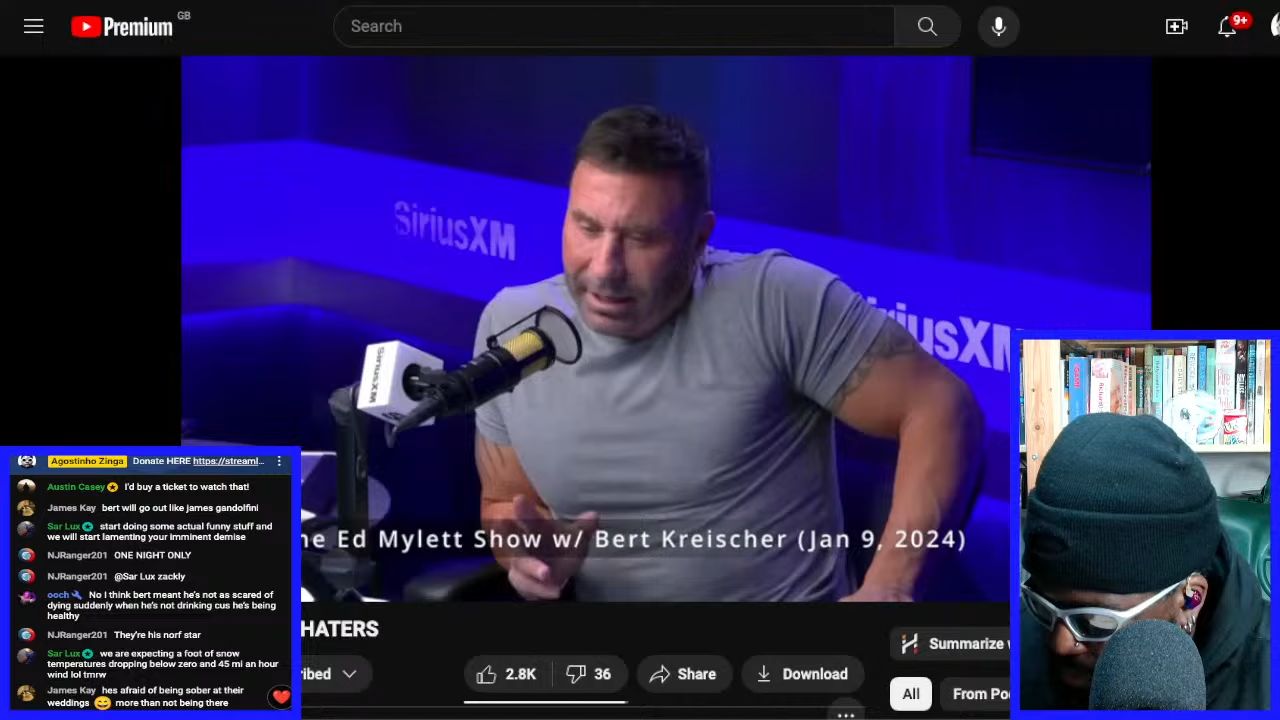 Premium GB
Search
9+
SiriusXM
SiriusXM
SiriusXM
he Ed Mylett Show w/ Bert Kreischer (Jan 9, 2024)
HATERS
Summarize
ibed
2.8K
36
Share
Download
All
From
Agostinho Zinga Donate HERE https://streaml...
Austin Casey I'd buy a ticket to watch that!
James Kay bert will go out like james gandolfini
Sar Lux start doing some actual funny stuff and
we will start lamenting your imminent demise
NJRanger201 ONE NIGHT ONLY
NJRanger201 @Sar Lux zackly
ooch No I think bert meant he's not as scared of
dying suddenly when he's not drinking cus he's being
healthy
NJRanger201 They're his norf star
Sar Lux we are expecting a foot of snow
temperatures dropping below zero and 45 mi an hour
wind lol tmrw
James Kay hes afraid of being sober at their
weddings 😄 more than not being there